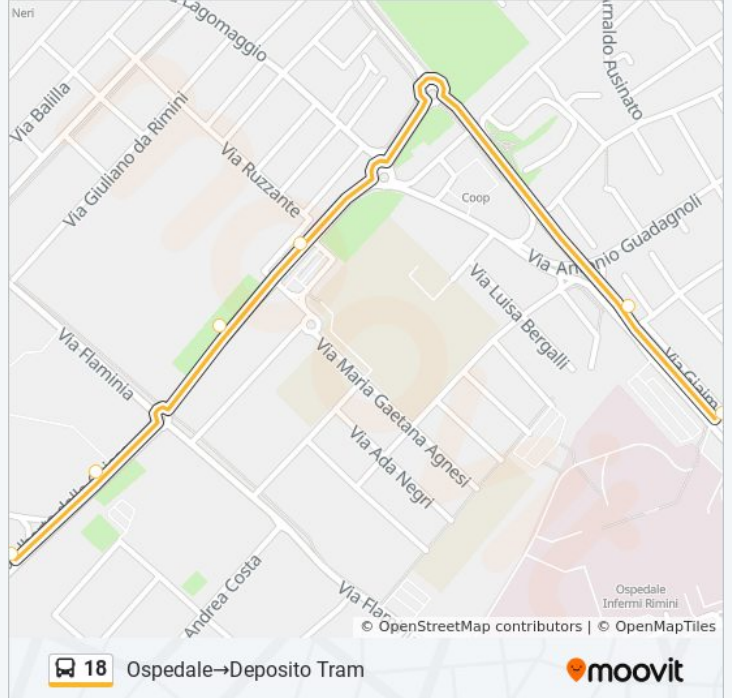 Neri
Lagomaggio
Arnaldo Fusinato
Via Balilla
Via Giuliano da Rimini
Via Ruzzante
Coop
Via Antonio Guadagnoli
Via Luisa Bergalli
Via Flaminia
Via Maria Gaetana Agnesi
Via Giaim
Via Ada Negri
Andrea Costa
Via Flam
Ospedale
Infermi Rimini
© OpenStreetMap contributors | © OpenMapTiles
18 Ospedale→Deposito Tram
moovit